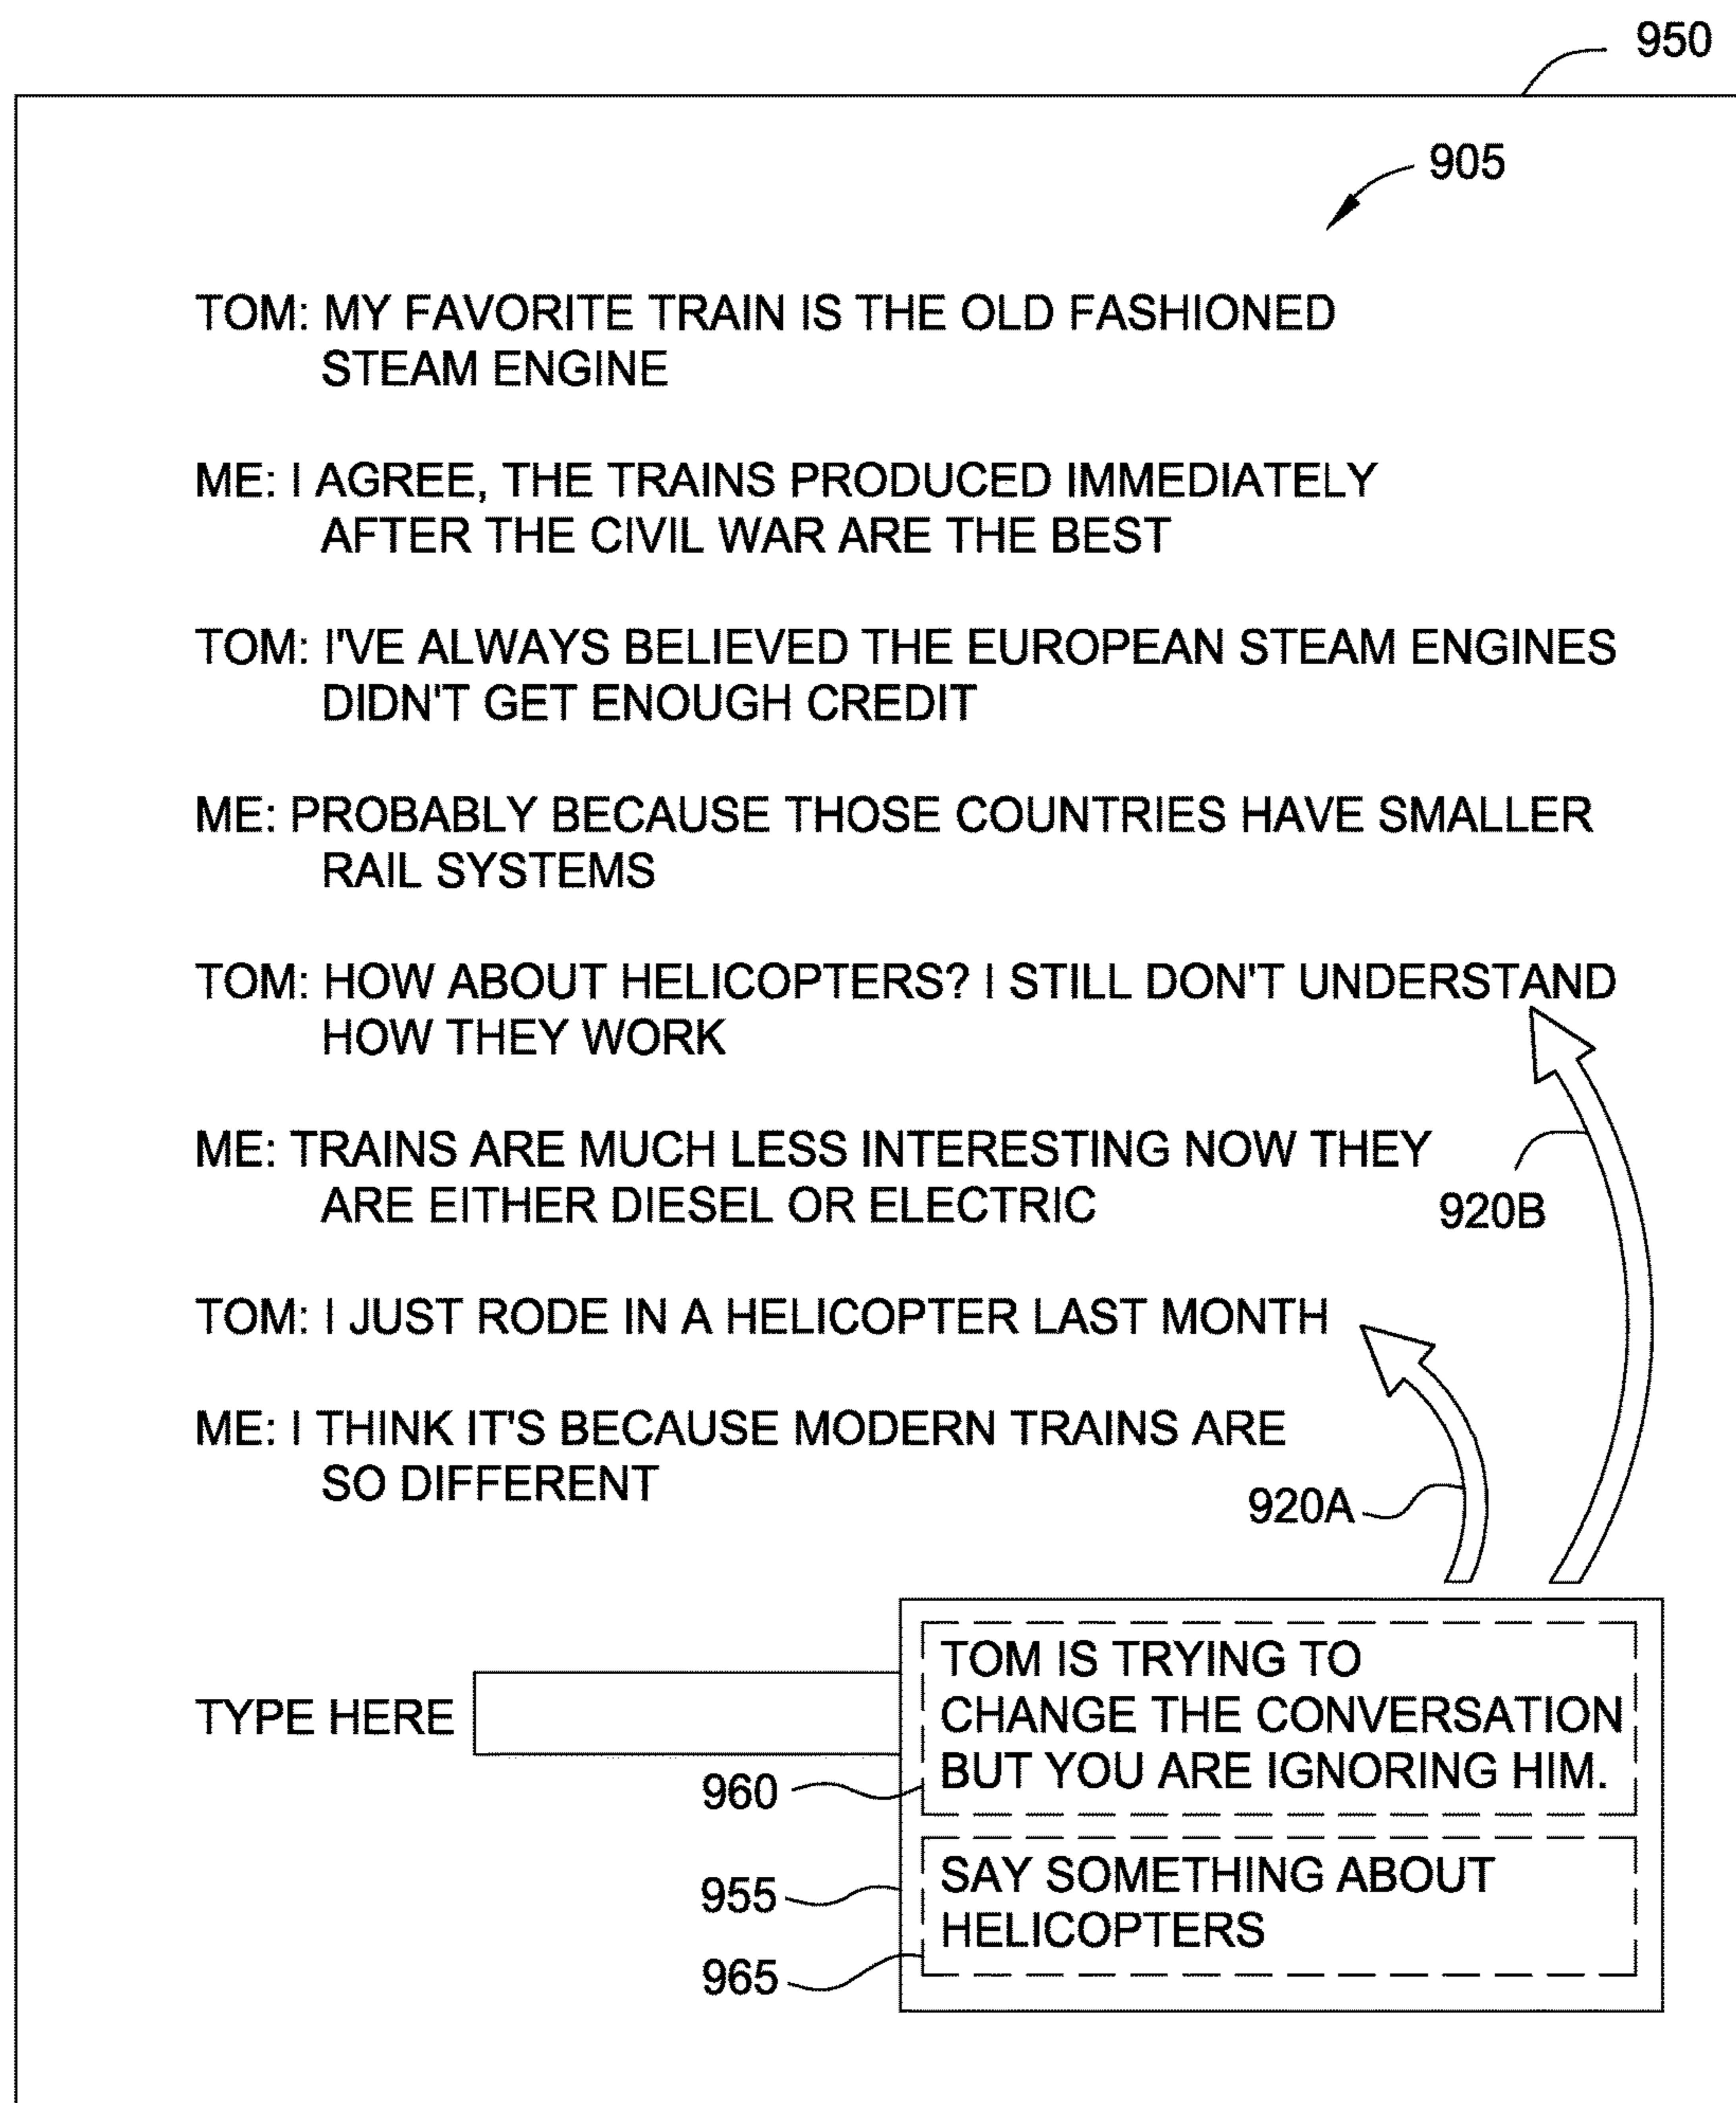 950
905
TOM: MY FAVORITE TRAIN IS THE OLD FASHIONED
STEAM ENGINE
ME: I AGREE, THE TRAINS PRODUCED IMMEDIATELY
AFTER THE CIVIL WAR ARE THE BEST
TOM: I'VE ALWAYS BELIEVED THE EUROPEAN STEAM ENGINES
DIDN'T GET ENOUGH CREDIT
ME: PROBABLY BECAUSE THOSE COUNTRIES HAVE SMALLER
RAIL SYSTEMS
TOM: HOW ABOUT HELICOPTERS? I STILL DON'T UNDERSTAND
HOW THEY WORK
ME: TRAINS ARE MUCH LESS INTERESTING NOW THEY
ARE EITHER DIESEL OR ELECTRIC
920B
TOM: I JUST RODE IN A HELICOPTER LAST MONTH
ME: I THINK IT'S BECAUSE MODERN TRAINS ARE
SO DIFFERENT
920A
TYPE HERE
TOM IS TRYING TO
CHANGE THE CONVERSATION
BUT YOU ARE IGNORING HIM.
960
SAY SOMETHING ABOUT
HELICOPTERS
955
965